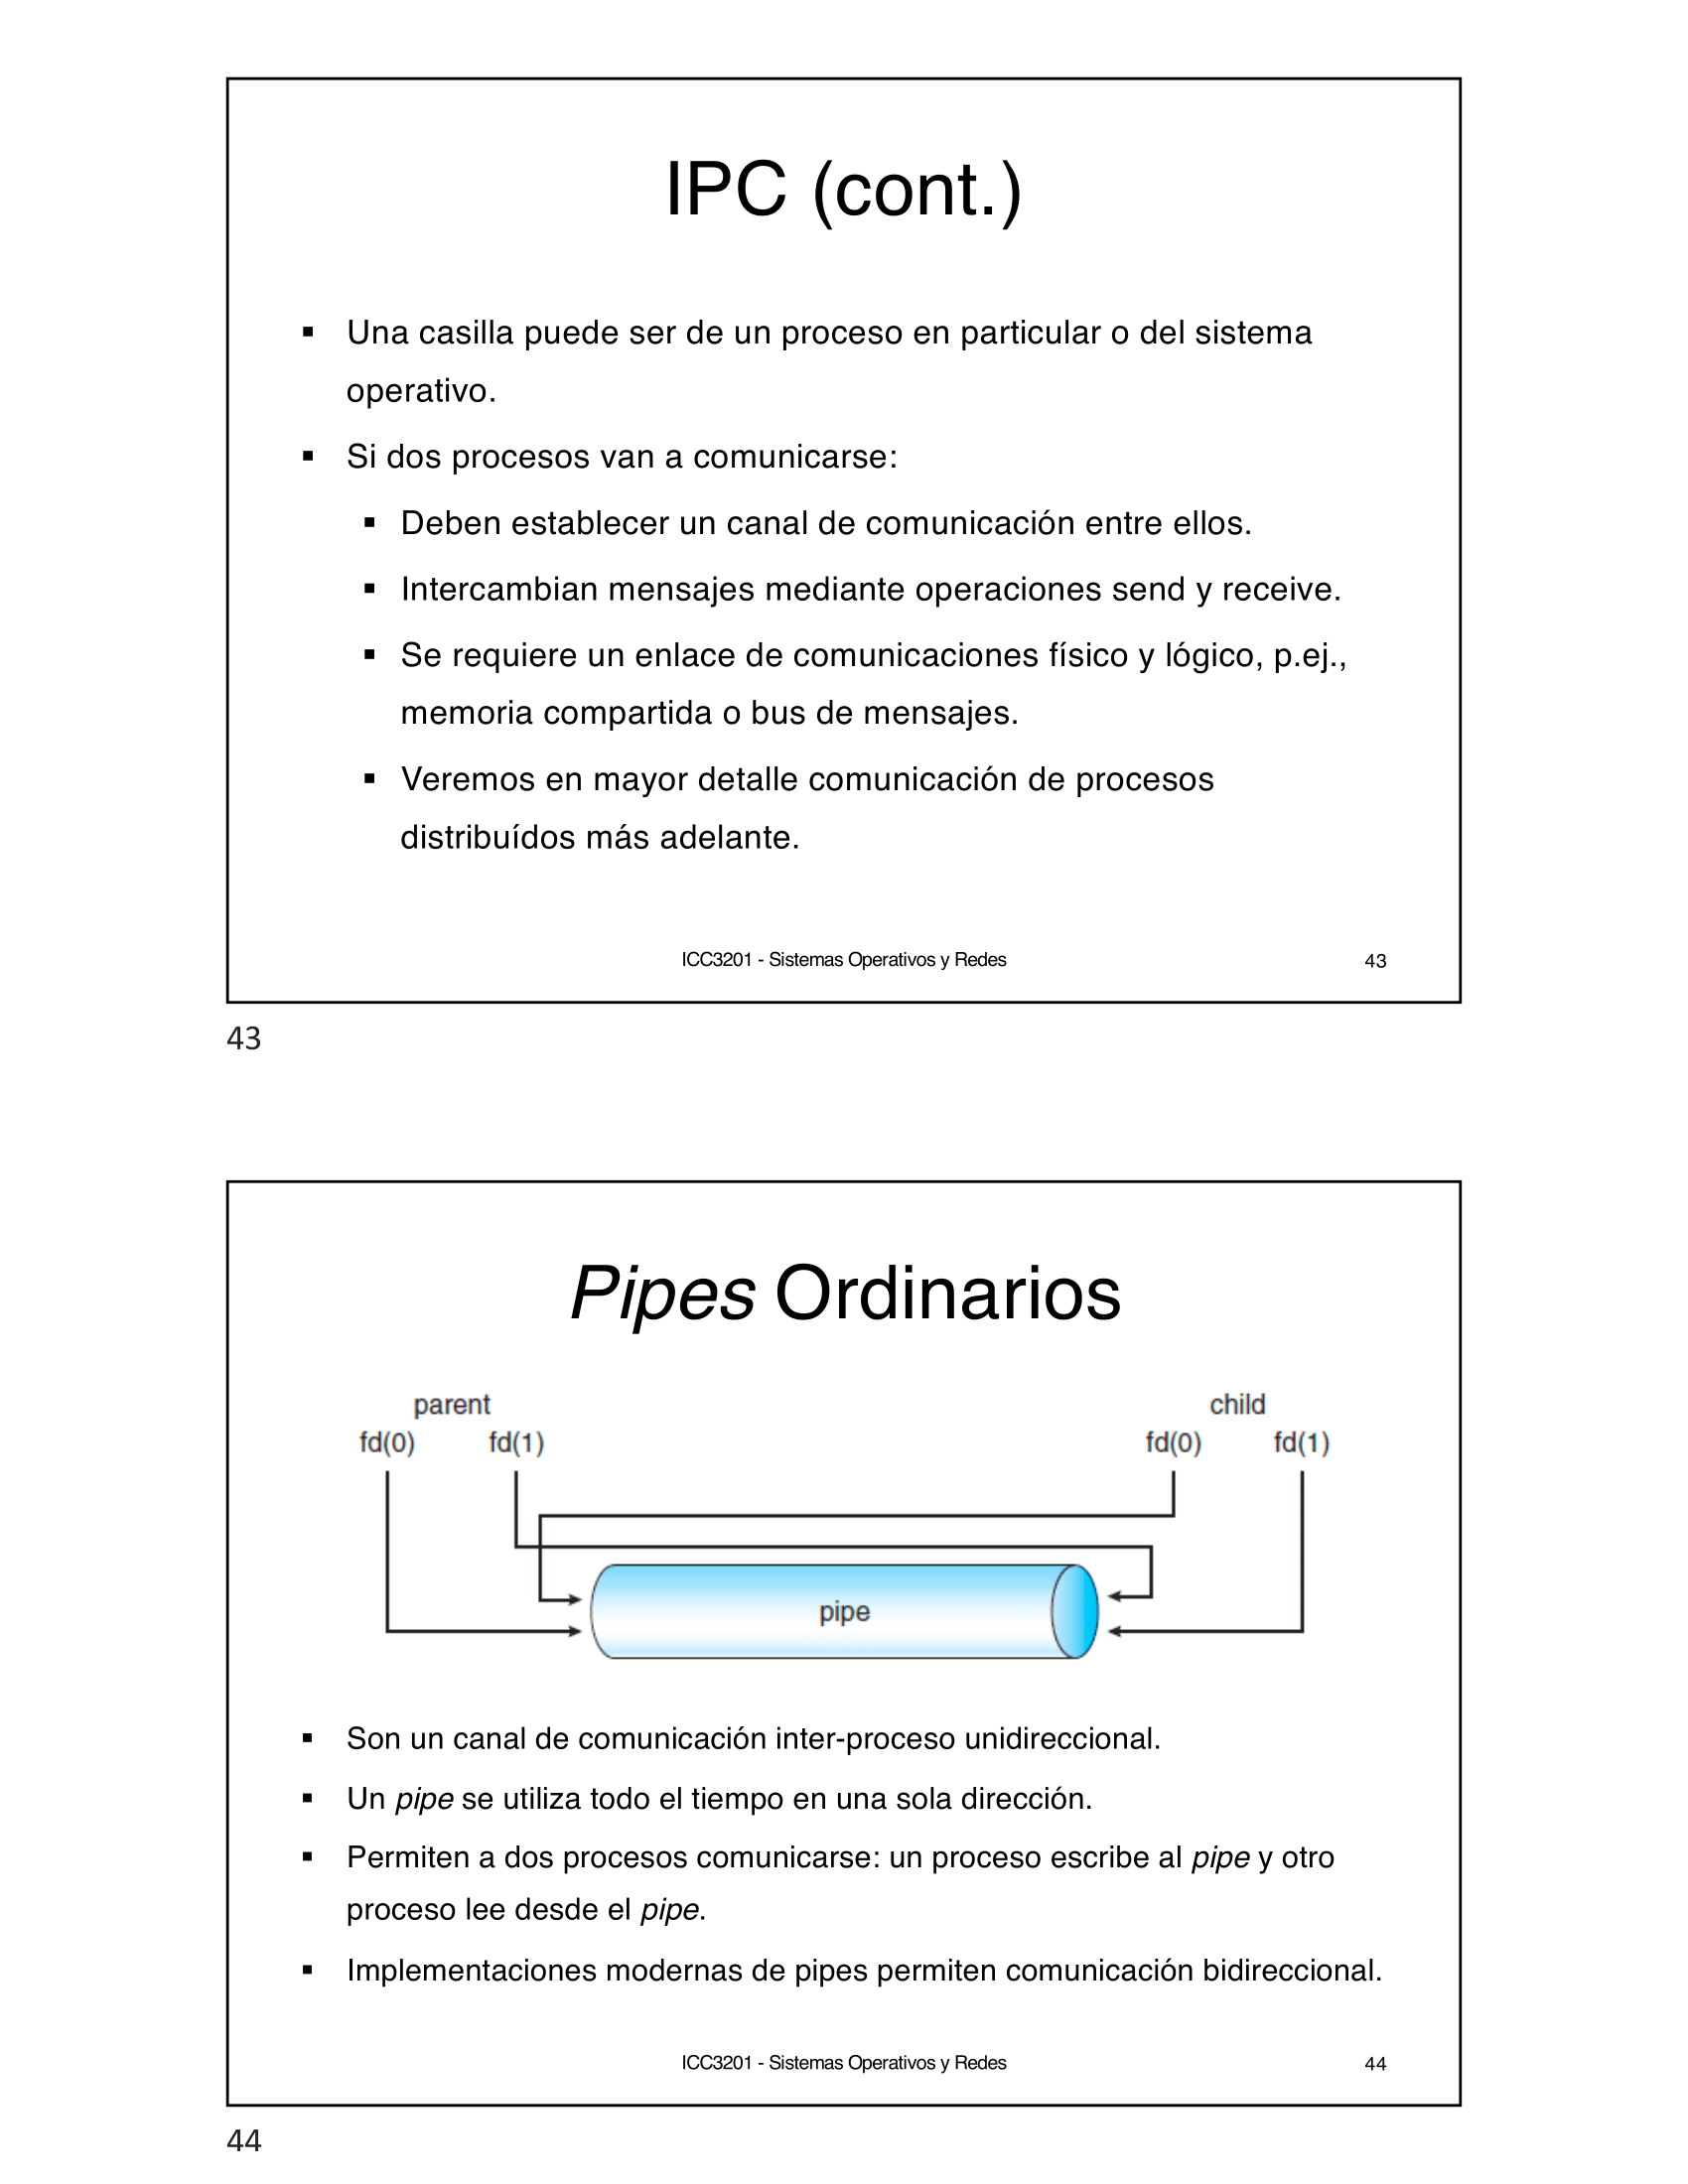 IPC (cont.)
▪ Una casilla puede ser de un proceso en particular o del sistema
operativo.
▪ Si dos procesos van a comunicarse:
▪ Deben establecer un canal de comunicación entre ellos.
▪ Intercambian mensajes mediante operaciones send y receive.
▪ Se requiere un enlace de comunicaciones físico y lógico, p.ej.,
memoria compartida o bus de mensajes.
▪ Veremos en mayor detalle comunicación de procesos
distribuídos más adelante.
ICC3201 - Sistemas Operativos y Redes 43
43
Pipes Ordinarios
parent child
fd(0) fd(1) fd(0) fd(1)
pipe
▪ Son un canal de comunicación inter-proceso unidireccional.
▪ Un pipe se utiliza todo el tiempo en una sola dirección.
▪ Permiten a dos procesos comunicarse: un proceso escribe al pipe y otro
proceso lee desde el pipe.
▪ Implementaciones modernas de pipes permiten comunicación bidireccional.
ICC3201 - Sistemas Operativos y Redes 44
44